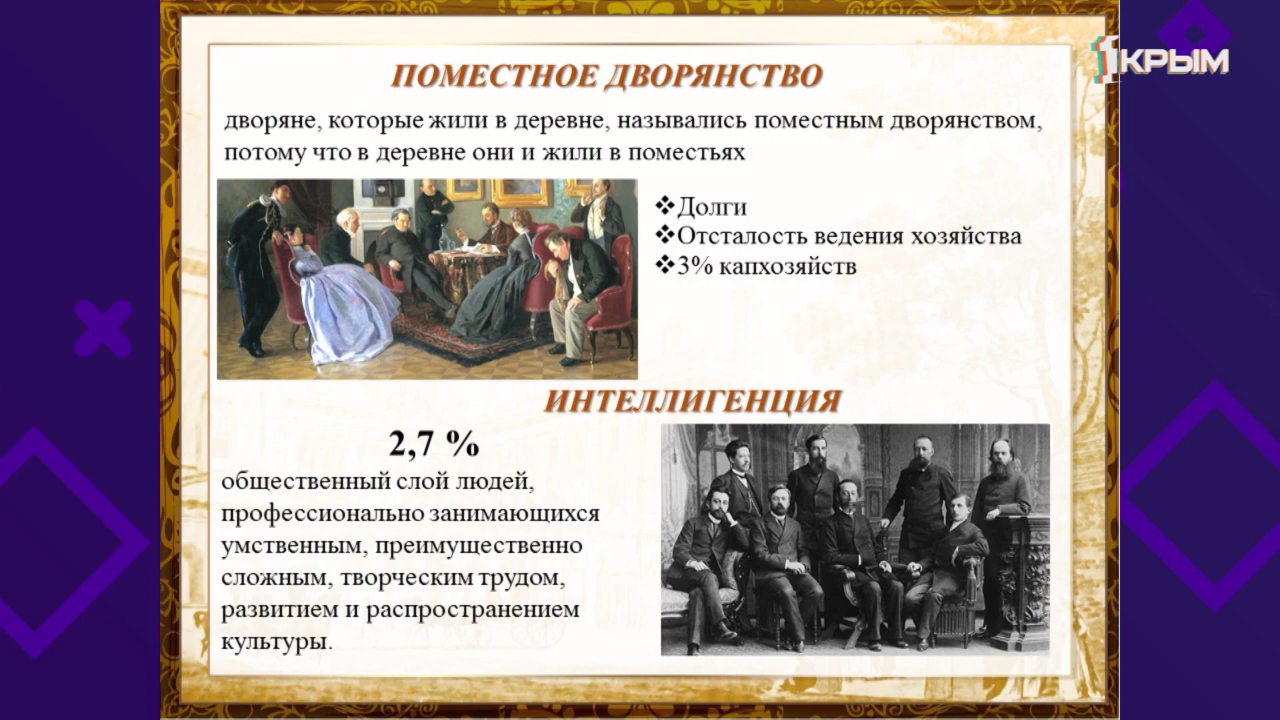 1КРЫМ
ПОМЕСТНОЕ ДВОРЯНСТВО
дворяне, которые жили в деревне, назывались поместным дворянством,
потому что в деревне они и жили в поместьях
❖Долги
❖Отсталость ведения хозяйства
❖3% капхозяйств
ИНТЕЛЛИГЕНЦИЯ
2,7 %
общественный слой людей,
профессионально занимающихся
умственным, преимущественно
сложным, творческим трудом,
развитием и распространением
культуры.